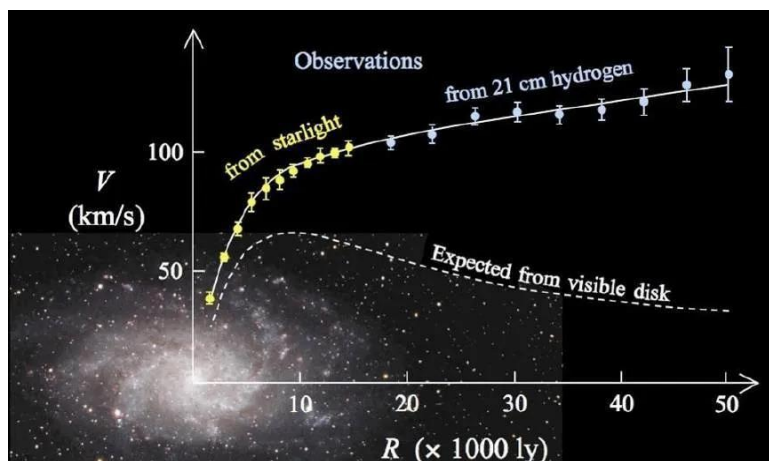 Observations
from 21 cm hydrogen
from starlight
100
V
(km/s)
50
Expected from visible disk
10 20 30 40 50
R (× 1000 ly)